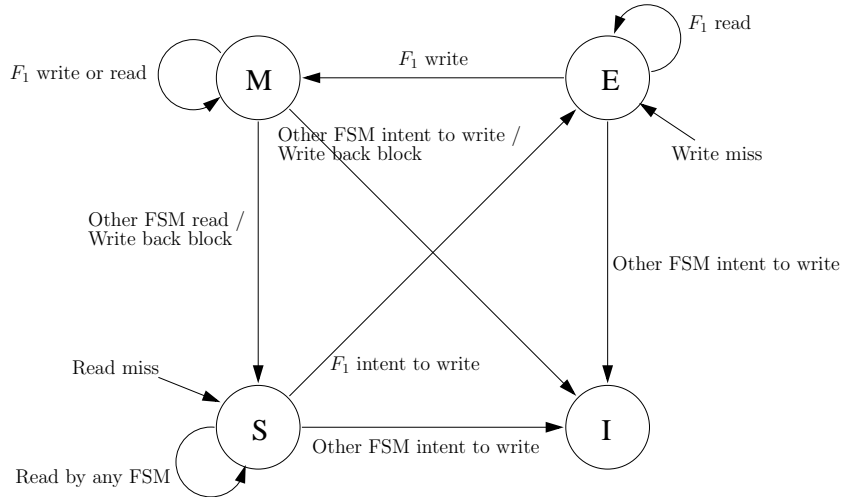 F₁ read
F₁ write or read
M
F₁ write
E
Other FSM intent to write /
Write back block
Write miss
Other FSM read /
Write back block
Other FSM intent to write
Read miss
F₁ intent to write
S
I
Other FSM intent to write
Read by any FSM